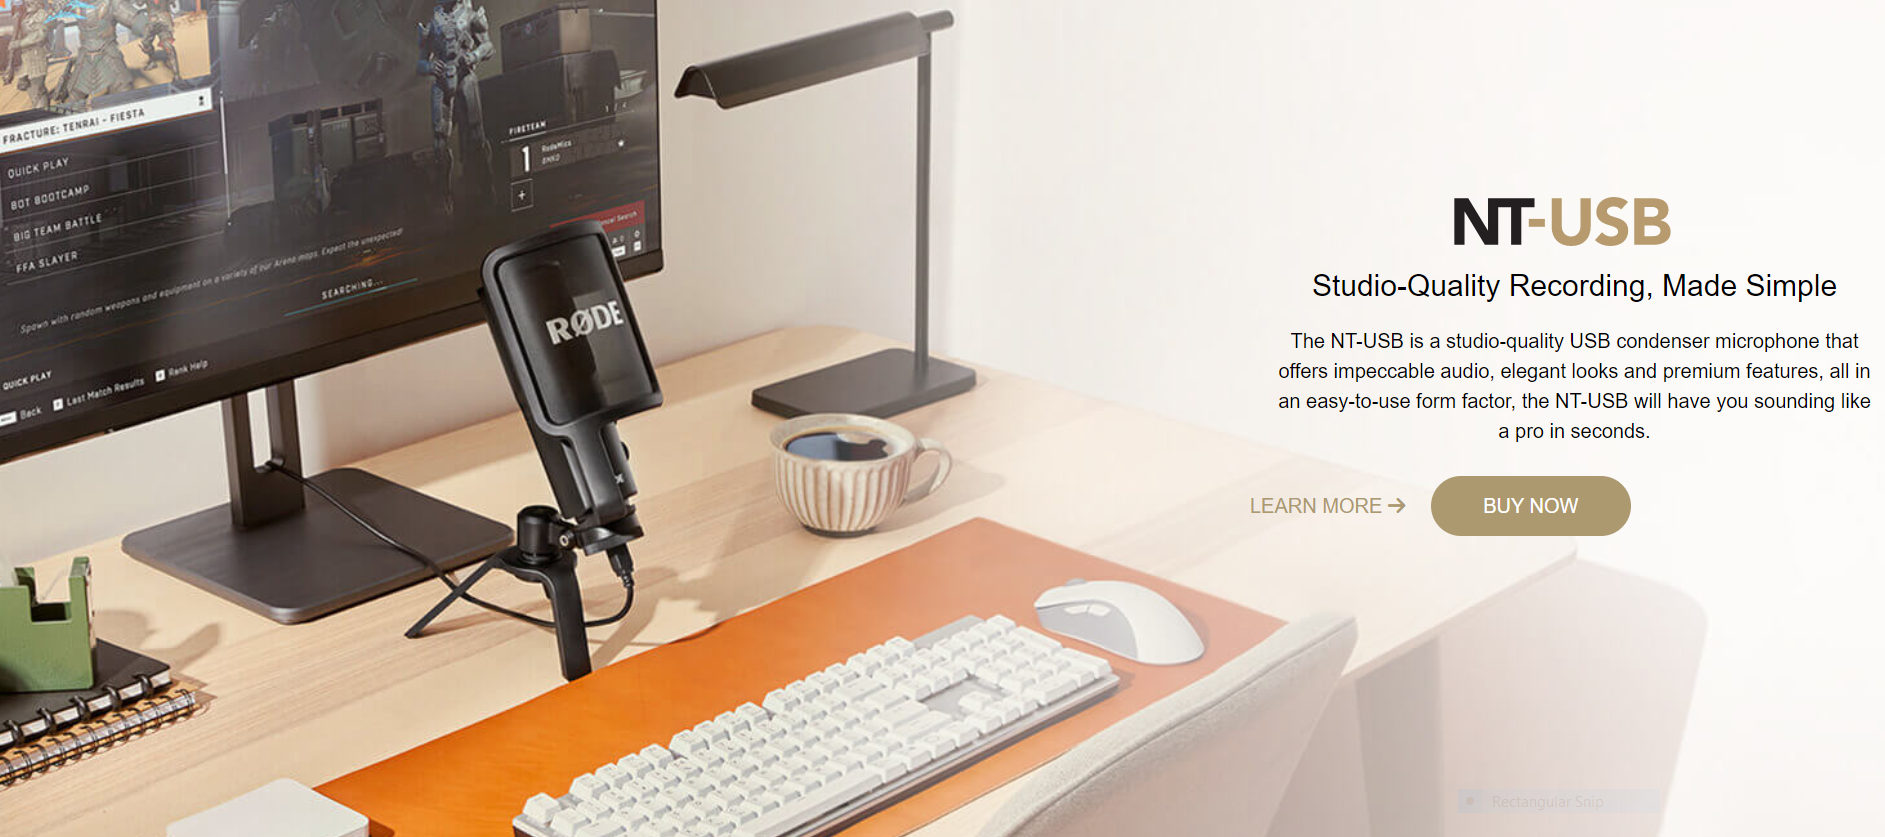 FRACTURE: TENRAI - FIESTA
QUICK PLAY
BOT BOOTCAMP
BIG TEAM BATTLE
FFA SLAYER
Spawn with random weapons and equipment on a variety of our Arena maps. Expect the unexpected!
SEARCHING...
QUICK PLAY
Back
Last Match Results
Rank Help
FIRETEAM
1
RodeMics
+
Cancel Search
RØDE
NT-USB
Studio-Quality Recording, Made Simple
The NT-USB is a studio-quality USB condenser microphone that
offers impeccable audio, elegant looks and premium features, all in
an easy-to-use form factor, the NT-USB will have you sounding like
a pro in seconds.
LEARN MORE →
BUY NOW
Rectangular Snip